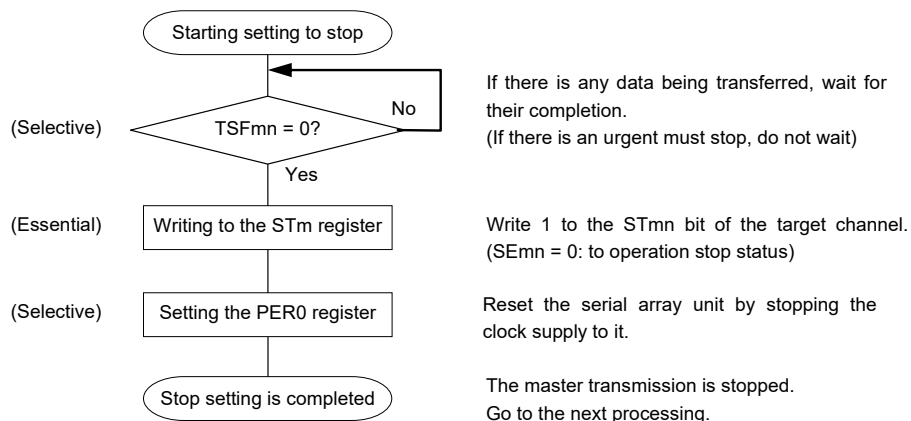 Starting setting to stop
If there is any data being transferred, wait for
their completion.
(If there is an urgent must stop, do not wait)
(Selective)
TSFmn = 0?
No
Yes
(Essential)
Writing to the STm register
Write 1 to the STmn bit of the target channel.
(SEmn = 0: to operation stop status)
(Selective)
Setting the PER0 register
Reset the serial array unit by stopping the
clock supply to it.
Stop setting is completed
The master transmission is stopped.
Go to the next processing.